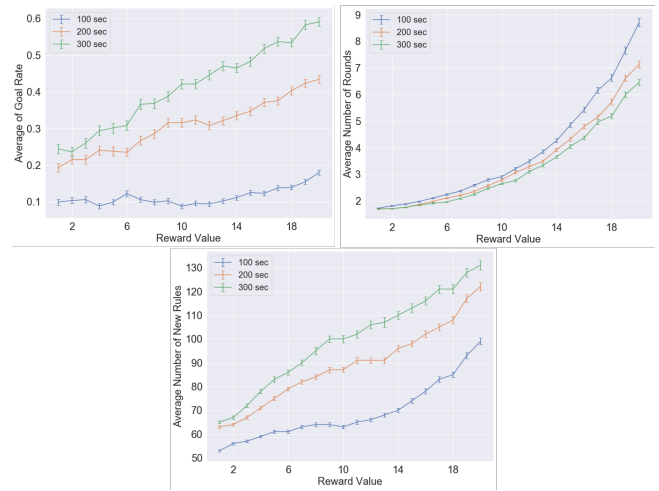 0.6
0.5
0.4
0.3
0.2
0.1
100 sec
200 sec
300 sec
Average of Goal Rate
2 6 10 14 18
Reward Value
9
8
7
6
5
4
3
2
100 sec
200 sec
300 sec
Average Number of Rounds
2 6 10 14 18
Reward Value
130
120
110
100
90
80
70
60
50
100 sec
200 sec
300 sec
Average Number of New Rules
2 6 10 14 18
Reward Value